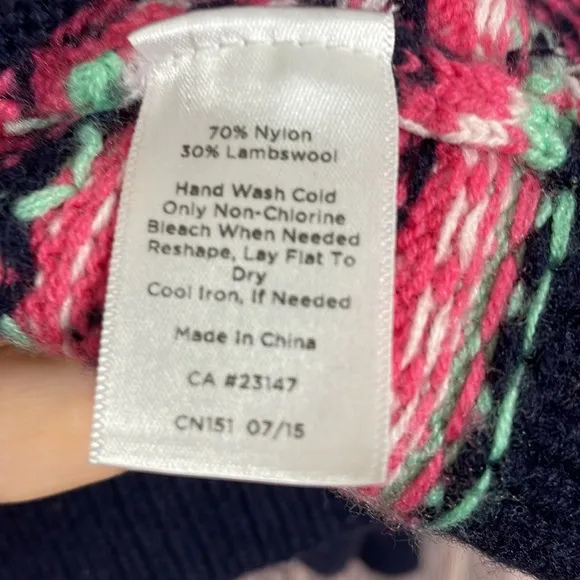 70% Nylon
30% Lambswool
Hand Wash Cold
Only Non-Chlorine
Bleach When Needed
Reshape, Lay Flat To
Dry
Cool Iron, If Needed
Made In China
CA #23147
CN151 07/15